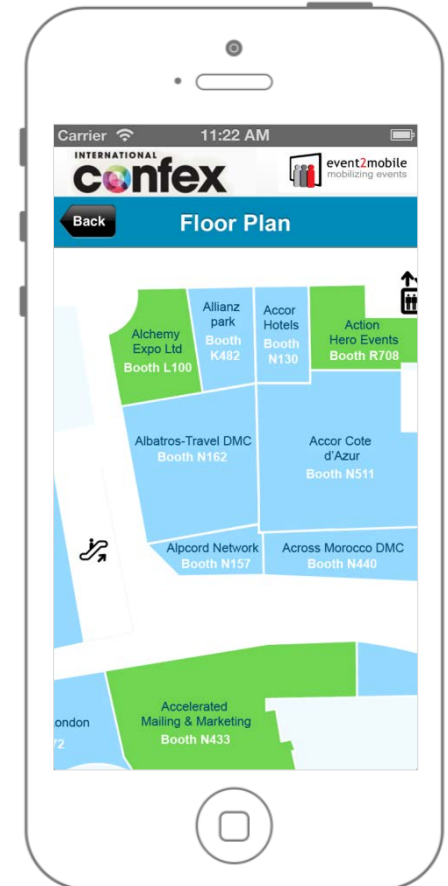 Carrier 11:22 AM
INTERNATIONAL
confex
event2mobile
mobilizing events
Back
Floor Plan
Alchemy
Expo Ltd
Booth L100
Allianz
park
Booth
K482
Accor
Hotels
Booth
N130
Action
Hero Events
Booth R708
Albatros-Travel DMC
Booth N162
Accor Cote
d'Azur
Booth N511
Alpcord Network
Booth N157
Across Morocco DMC
Booth N440
Accelerated
Mailing & Marketing
Booth N433
ondon
72